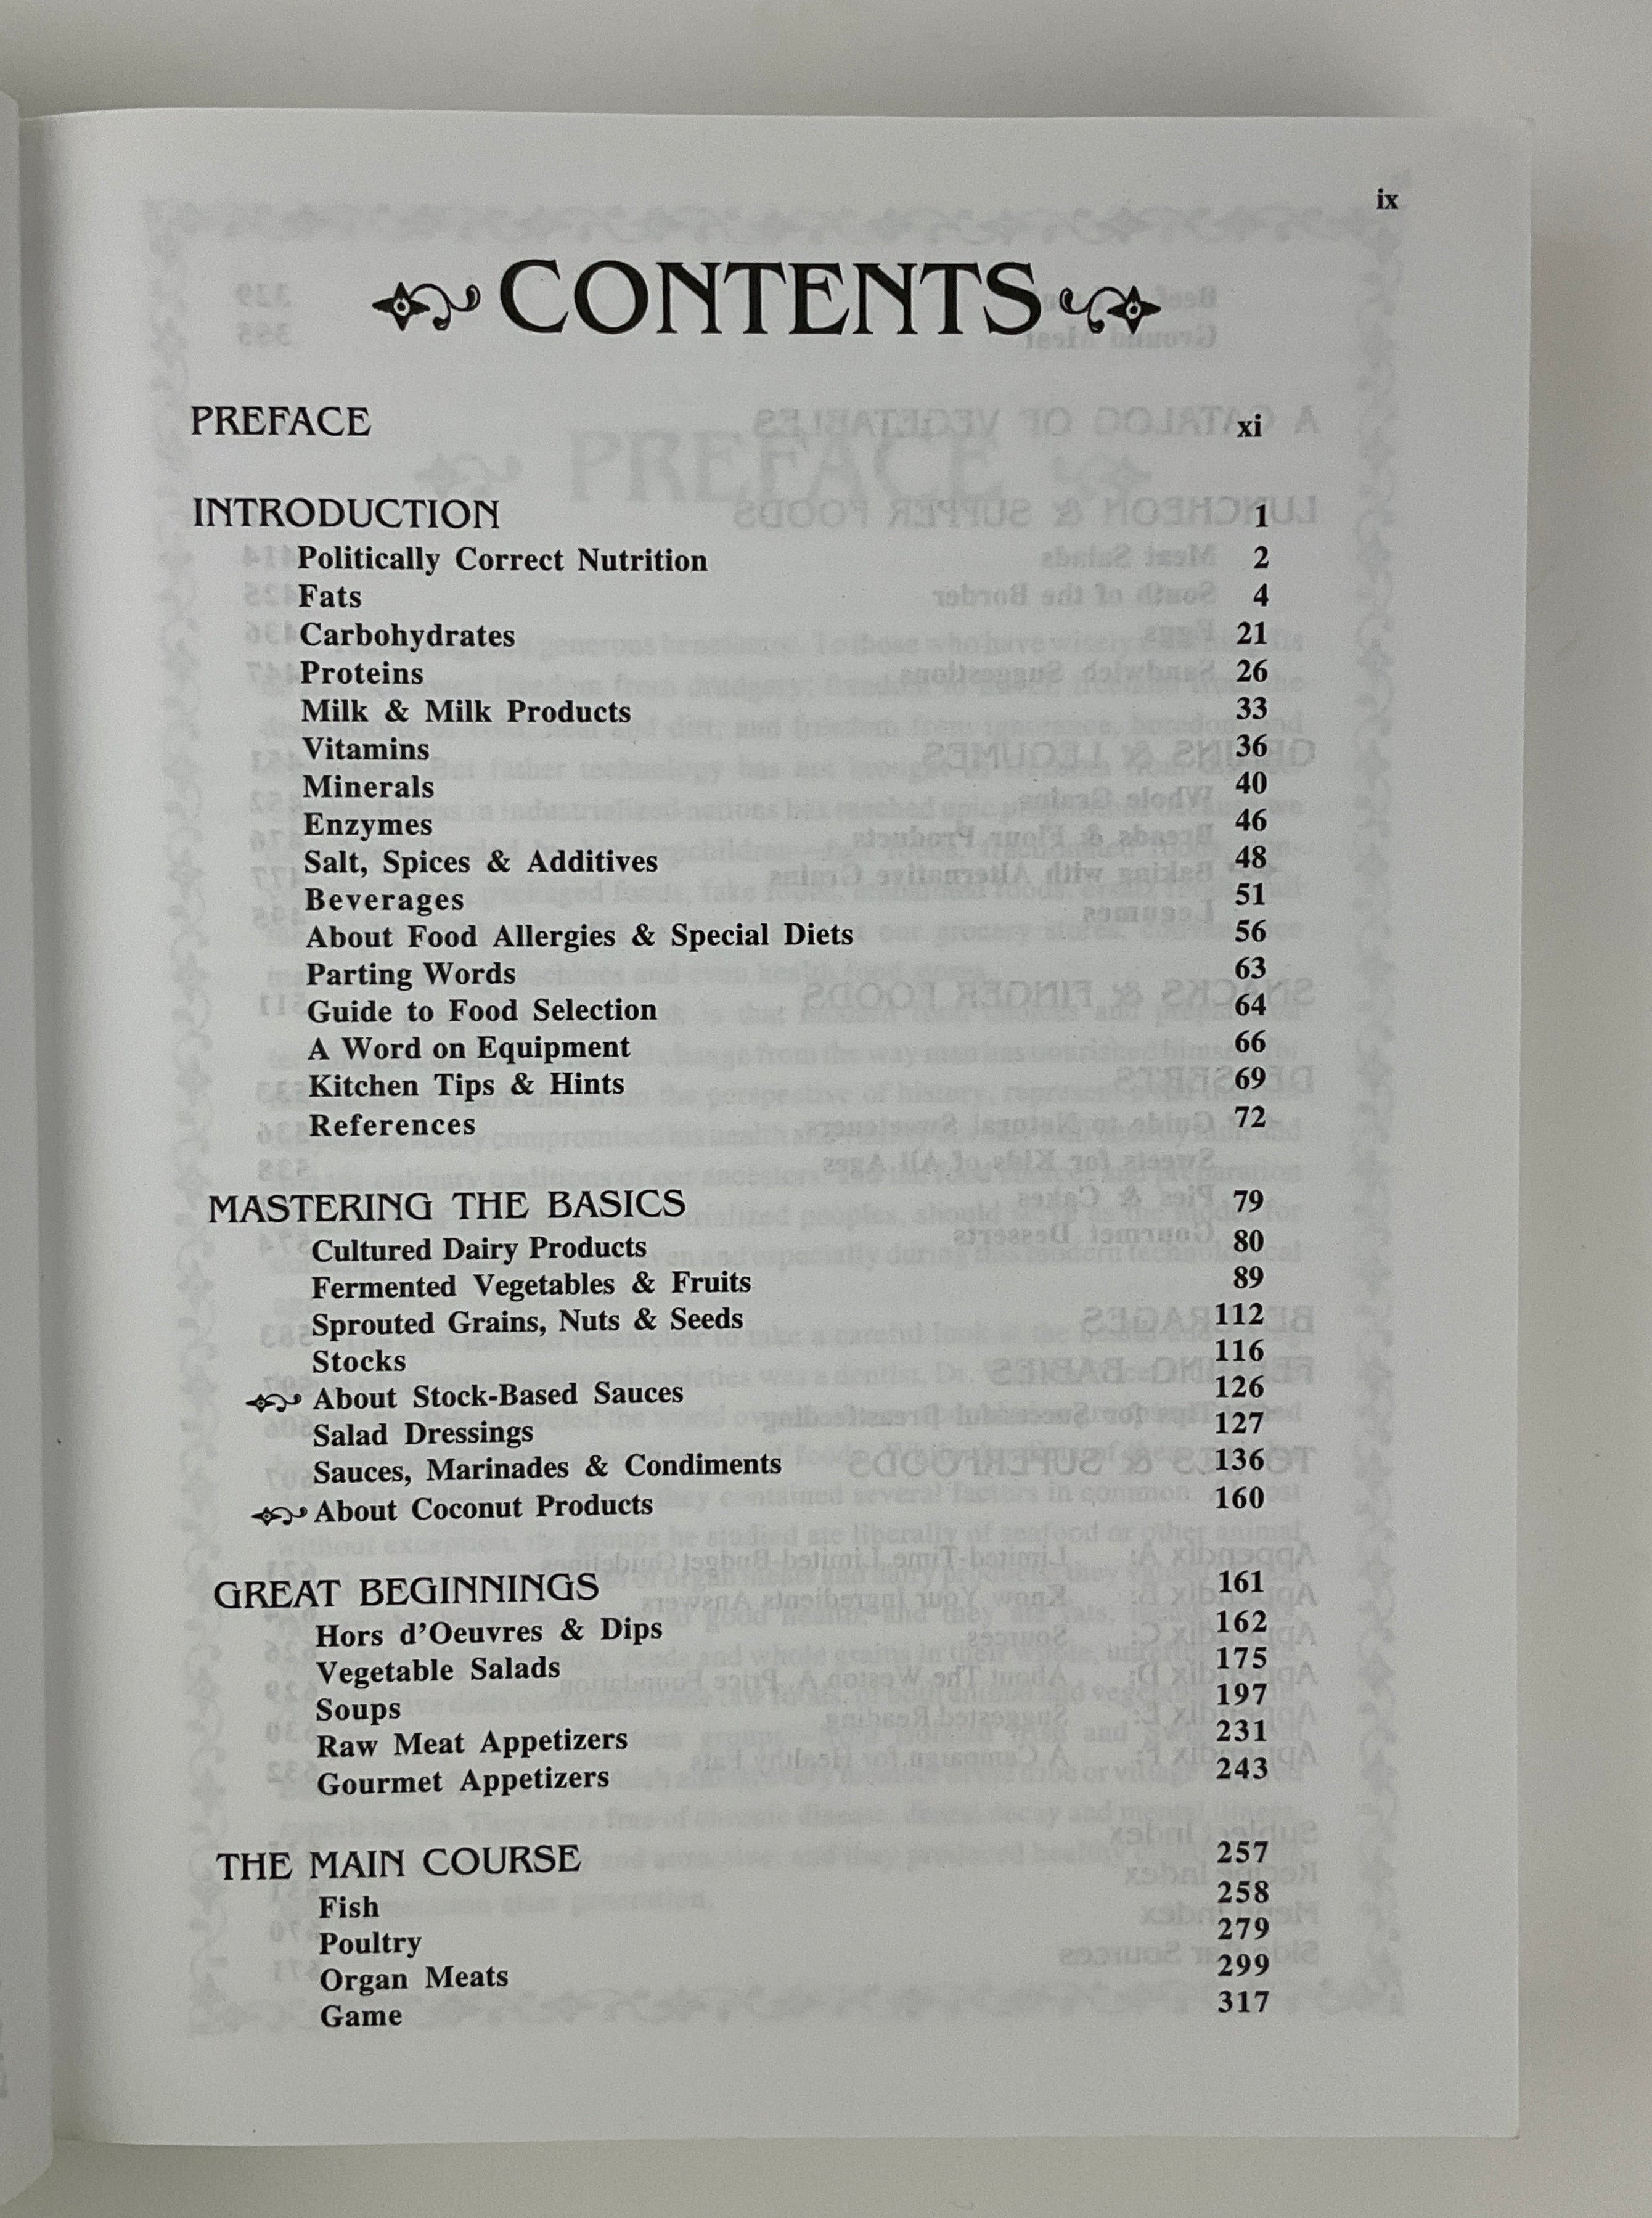 ix
CONTENTS
PREFACE xi
INTRODUCTION 1
Politically Correct Nutrition 2
Fats 4
Carbohydrates 21
Proteins 26
Milk & Milk Products 33
Vitamins 36
Minerals 40
Enzymes 46
Salt, Spices & Additives 48
Beverages 51
About Food Allergies & Special Diets 56
Parting Words 63
Guide to Food Selection 64
A Word on Equipment 66
Kitchen Tips & Hints 69
References 72
MASTERING THE BASICS 79
Cultured Dairy Products 80
Fermented Vegetables & Fruits 89
Sprouted Grains, Nuts & Seeds 112
Stocks 116
About Stock-Based Sauces 126
Salad Dressings 127
Sauces, Marinades & Condiments 136
About Coconut Products 160
GREAT BEGINNINGS 161
Hors d'Oeuvres & Dips 162
Vegetable Salads 175
Soups 197
Raw Meat Appetizers 231
Gourmet Appetizers 243
THE MAIN COURSE 257
Fish 258
Poultry 279
Organ Meats 299
Game 317